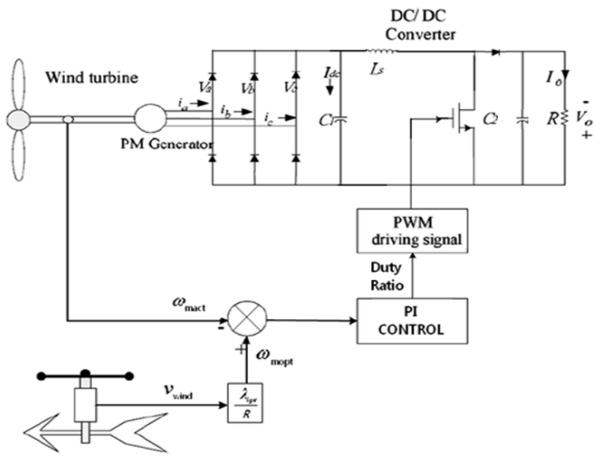 DC/ DC
Converter
Wind turbine
PM Generator
Va
Vb
Vc
ia
ib
ic
Idc
Ls
C1
C2
Io
R
-
Vo
+
PWM
driving signal
Duty
Ratio
PI
CONTROL
ωmact
-
+
ωmopt
vwind
λopt
R